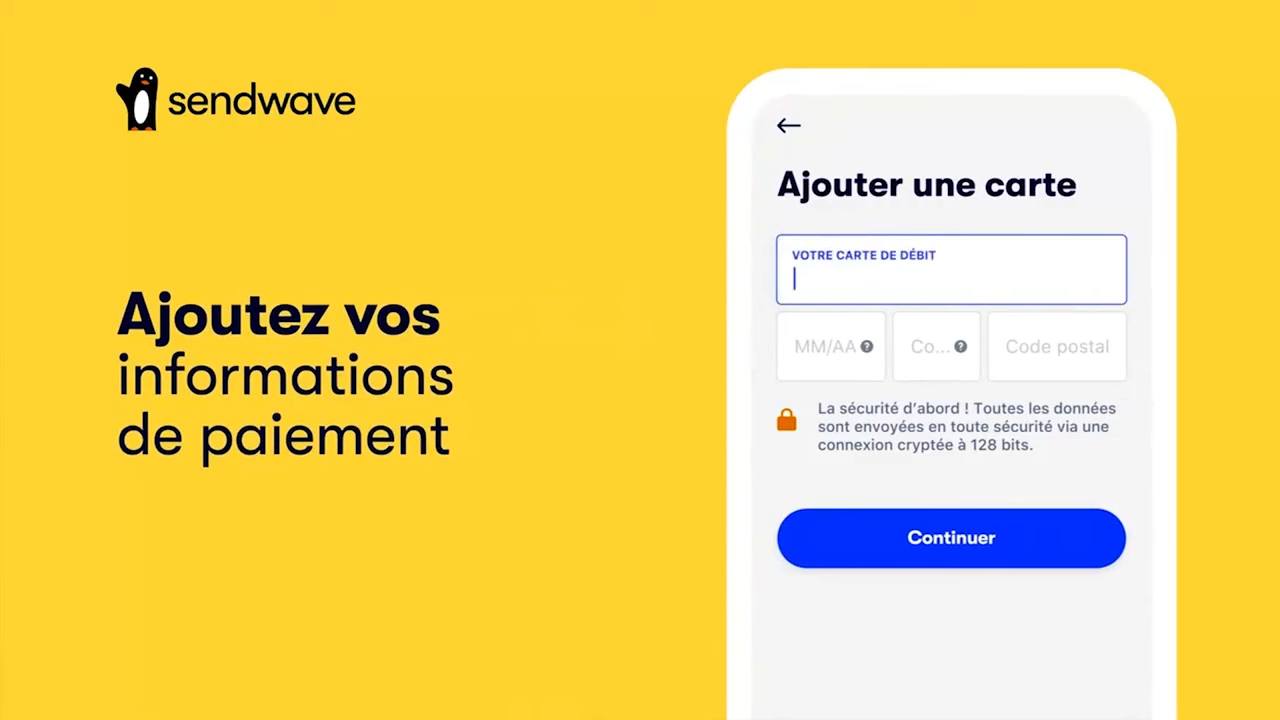 sendwave
Ajoutez vos
informations
de paiement
Ajouter une carte
VOTRE CARTE DE DÉBIT
MM/AA
Co...
Code postal
La sécurité d'abord ! Toutes les données
sont envoyées en toute sécurité via une
connexion cryptée à 128 bits.
Continuer